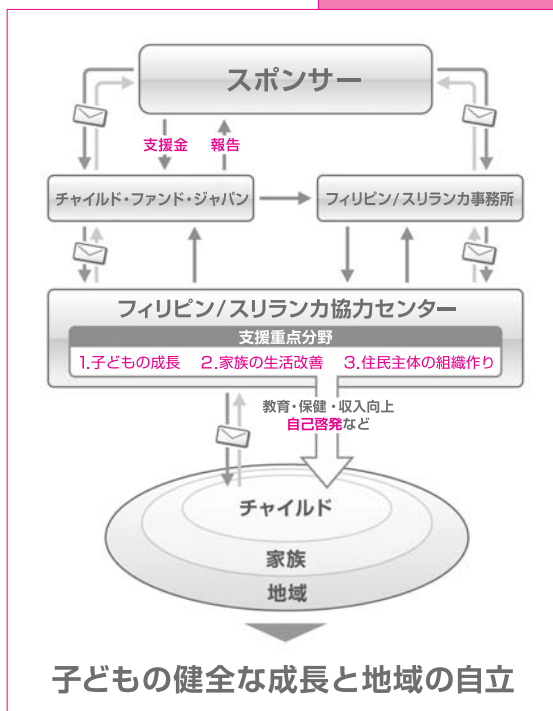 スポンサー
支援金 報告
チャイルド・ファンド・ジャパン フィリピン/スリランカ事務所
フィリピン/スリランカ協力センター
支援重点分野
1.子どもの成長 2.家族の生活改善 3.住民主体の組織作り
教育・保健・収入向上
自己啓発など
チャイルド
家族
地域
子どもの健全な成長と地域の自立